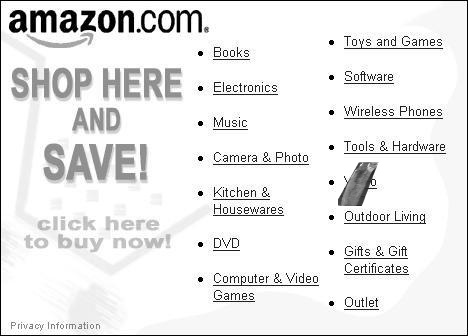 amazon.com®
SHOP HERE
AND
SAVE!
click here
to buy now!
Privacy Information
Books
Electronics
Music
Camera & Photo
Kitchen &
Housewares
DVD
Computer & Video
Games
Toys and Games
Software
Wireless Phones
Tools & Hardware
Outdoor Living
Gifts & Gift
Certificates
Outlet